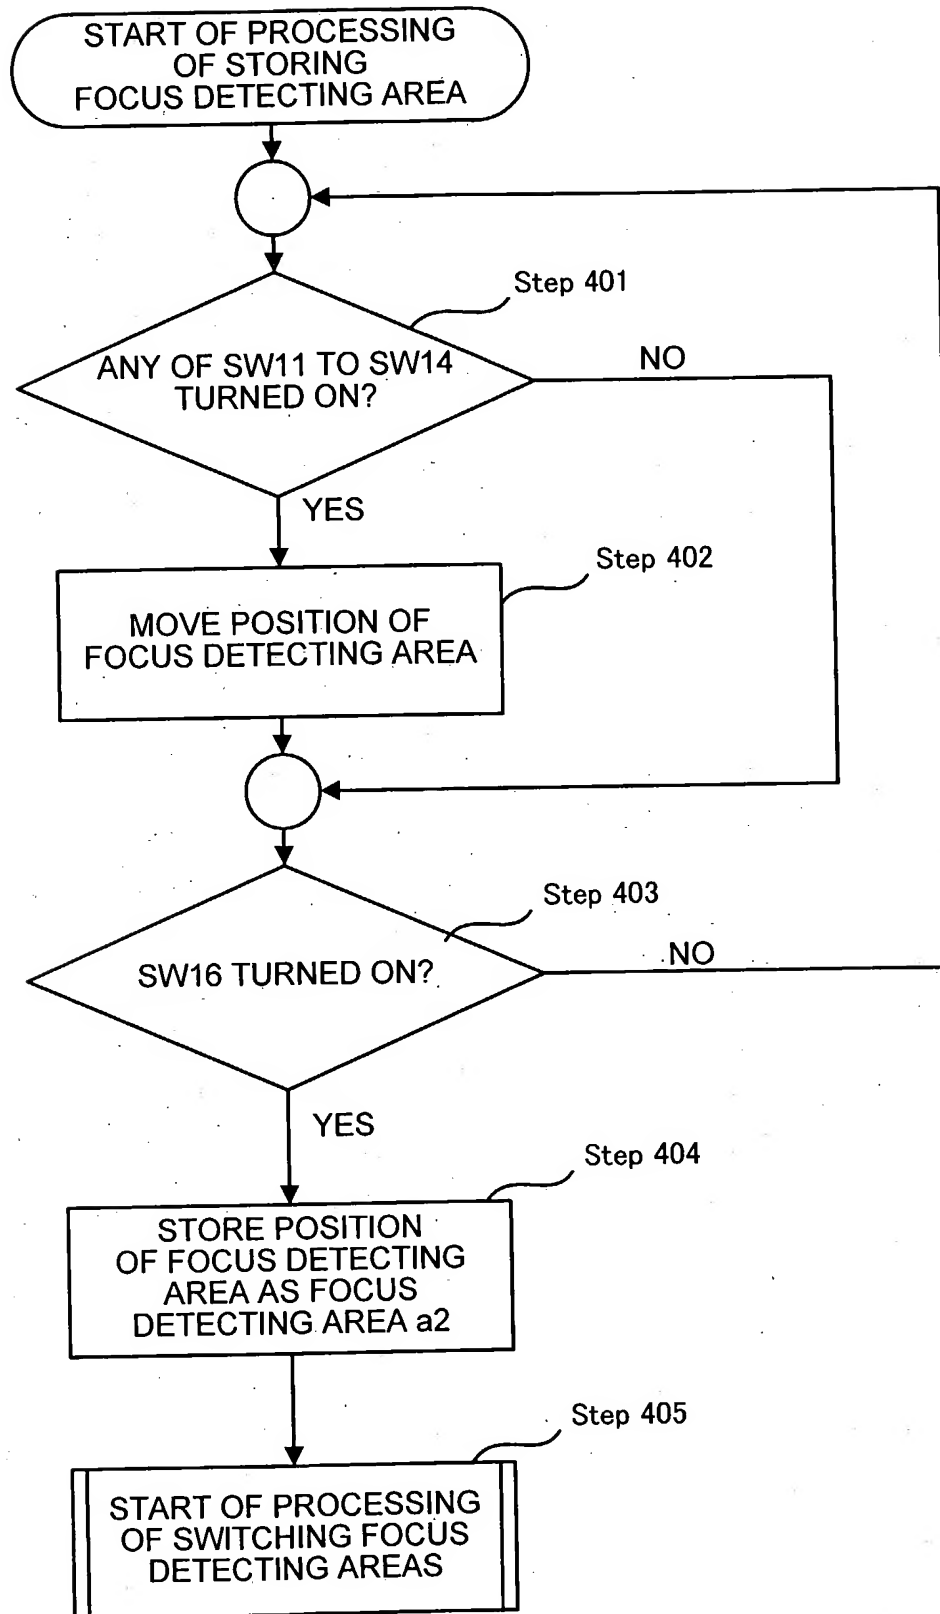 START OF PROCESSING
OF STORING
FOCUS DETECTING AREA
Step 401
ANY OF SW11 TO SW14
TURNED ON?
NO
YES
Step 402
MOVE POSITION OF
FOCUS DETECTING AREA
Step 403
SW16 TURNED ON?
NO
YES
Step 404
STORE POSITION
OF FOCUS DETECTING
AREA AS FOCUS
DETECTING AREA a2
Step 405
START OF PROCESSING
OF SWITCHING FOCUS
DETECTING AREAS